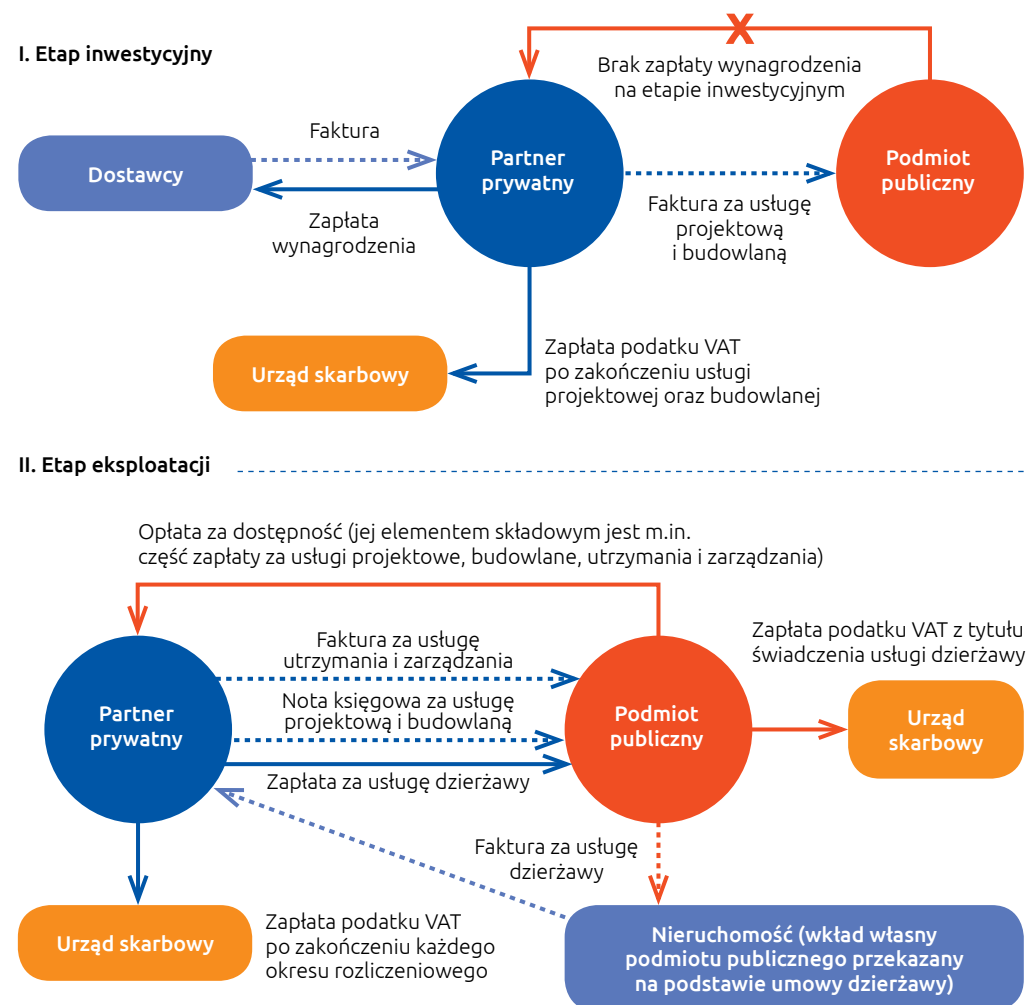 I. Etap inwestycyjny
X
Brak zapłaty wynagrodzenia
na etapie inwestycyjnym
Faktura
Dostawcy
Partner
prywatny
Podmiot
publiczny
Zapłata
wynagrodzenia
Faktura za usługę
projektową
i budowlaną
Urząd skarbowy
Zapłata podatku VAT
po zakończeniu usługi
projektowej oraz budowlanej
II. Etap eksploatacji
Opłata za dostępność (jej elementem składowym jest m.in.
część zapłaty za usługi projektowe, budowlane, utrzymania i zarządzania)
Faktura za usługę
utrzymania i zarządzania
Zapłata podatku VAT z tytułu
świadczenia usługi dzierżawy
Partner
prywatny
Nota księgowa za usługę
projektową i budowlaną
Podmiot
publiczny
Urząd
skarbowy
Zapłata za usługę dzierżawy
Faktura za usługę
dzierżawy
Urząd skarbowy
Zapłata podatku VAT
po zakończeniu każdego
okresu rozliczeniowego
Nieruchomość (wkład własny
podmiotu publicznego przekazany
na podstawie umowy dzierżawy)